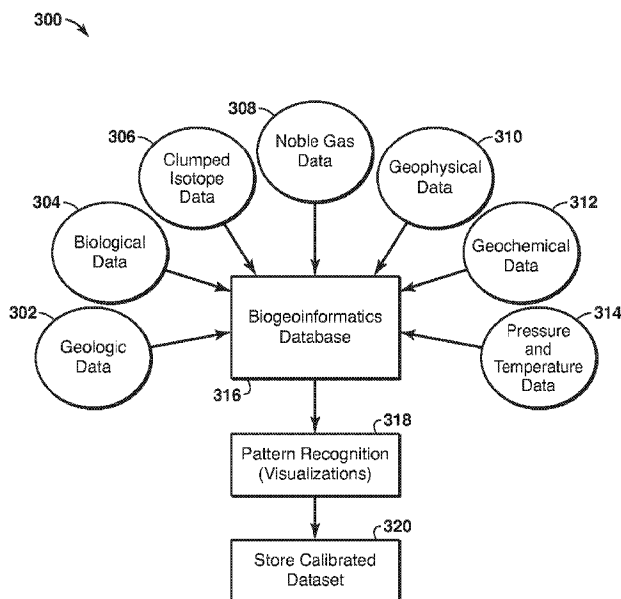 300
308
Noble Gas
Data
306
Clumped
Isotope
Data
310
Geophysical
Data
304
Biological
Data
312
Geochemical
Data
302
Geologic
Data
314
Pressure
and
Temperature
Data
Biogeoinformatics
Database
316
318
Pattern Recognition
(Visualizations)
320
Store Calibrated
Dataset